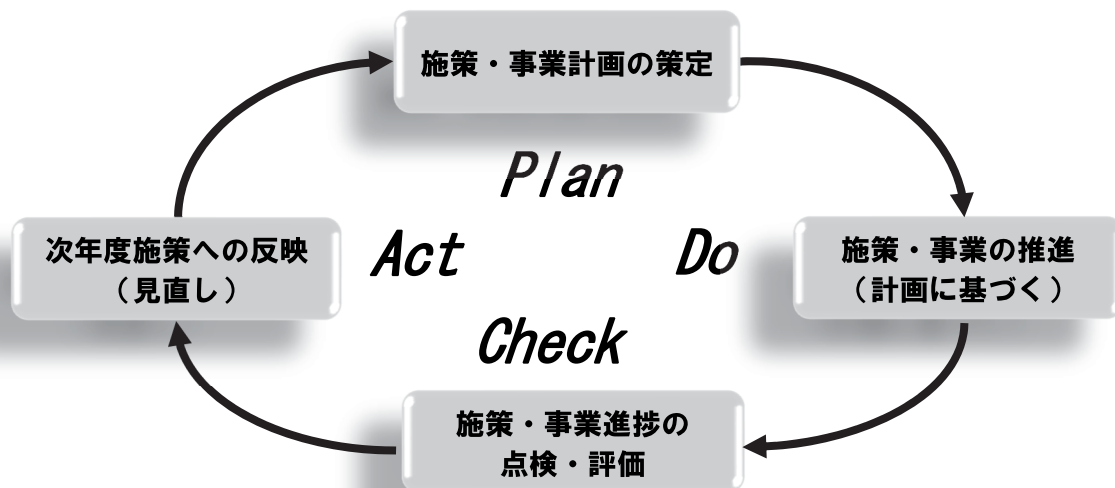 施策・事業計画の策定
Plan
次年度施策への反映
（見直し）
Act
Do
施策・事業の推進
（計画に基づく）
Check
施策・事業進捗の
点検・評価